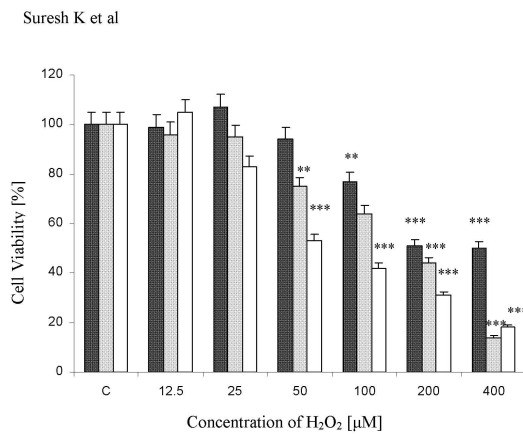 Suresh K et al
Cell Viability [%]
120
100
80
60
40
20
0
** ***
**
***
*** *** ***
*** *** ***
C 12.5 25 50 100 200 400
Concentration of H₂O₂ [µM]